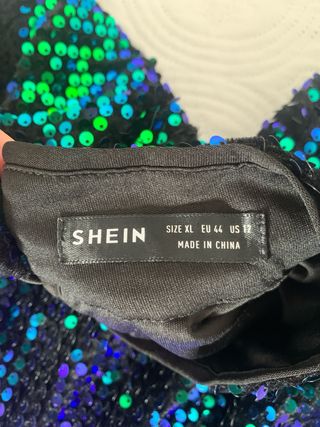 SHEIN
SIZE XL EU 44 US 12
MADE IN CHINA